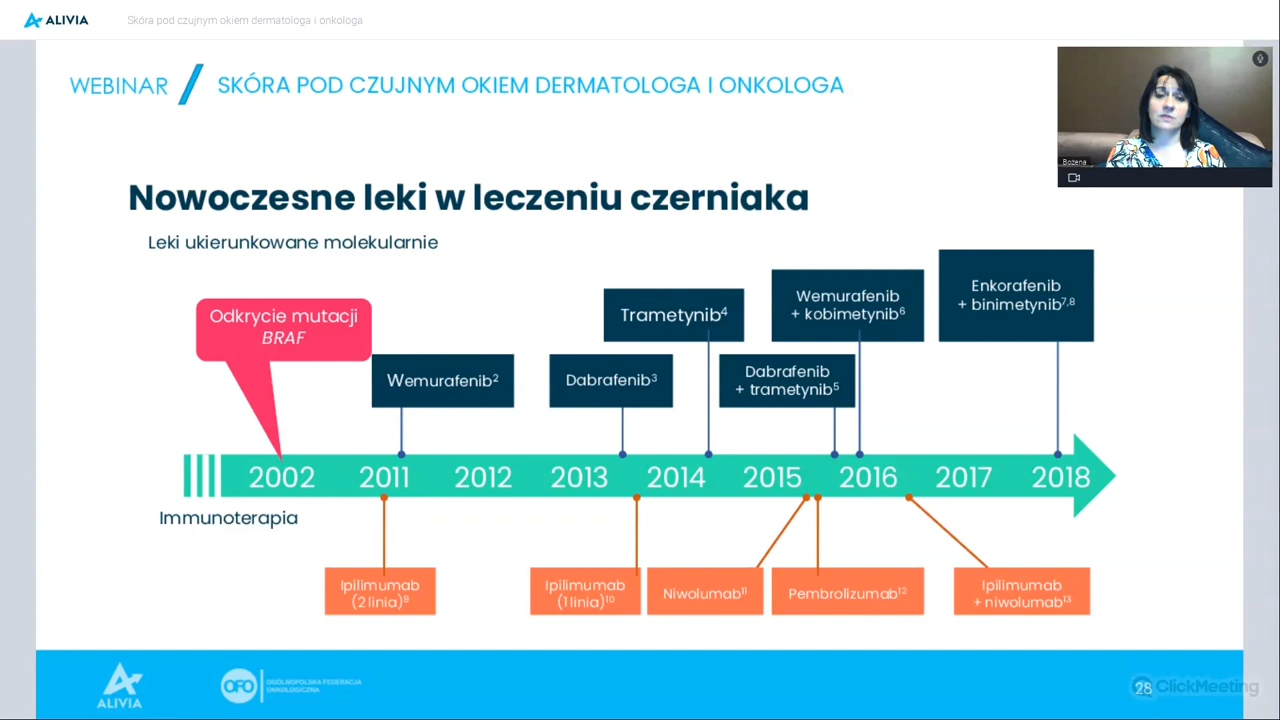 ALIVIA
Skóra pod czujnym okiem dermatologa i onkologa
WEBINAR / SKÓRA POD CZUJNYM OKIEM DERMATOLOGA I ONKOLOGA
Bożena
Nowoczesne leki w leczeniu czerniaka
Leki ukierunkowane molekularnie
Odkrycie mutacji
BRAF
Wemurafenib²
Dabrafenib³
Trametynib⁴
Dabrafenib
+ trametynib⁵
Wemurafenib
+ kobimetynib⁶
Enkorafenib
+ binimetynib⁷,⁸
2002 2011 2012 2013 2014 2015 2016 2017 2018
Immunoterapia
Ipilimumab
(2 linia)⁹
Ipilimumab
(1 linia)¹⁰
Niwolumab¹¹
Pembrolizumab¹²
Ipilimumab
+ niwolumab¹³
ALIVIA
OFO
OGÓLNOPOLSKA FEDERACJA
ONKOLOGICZNA
28
ClickMeeting